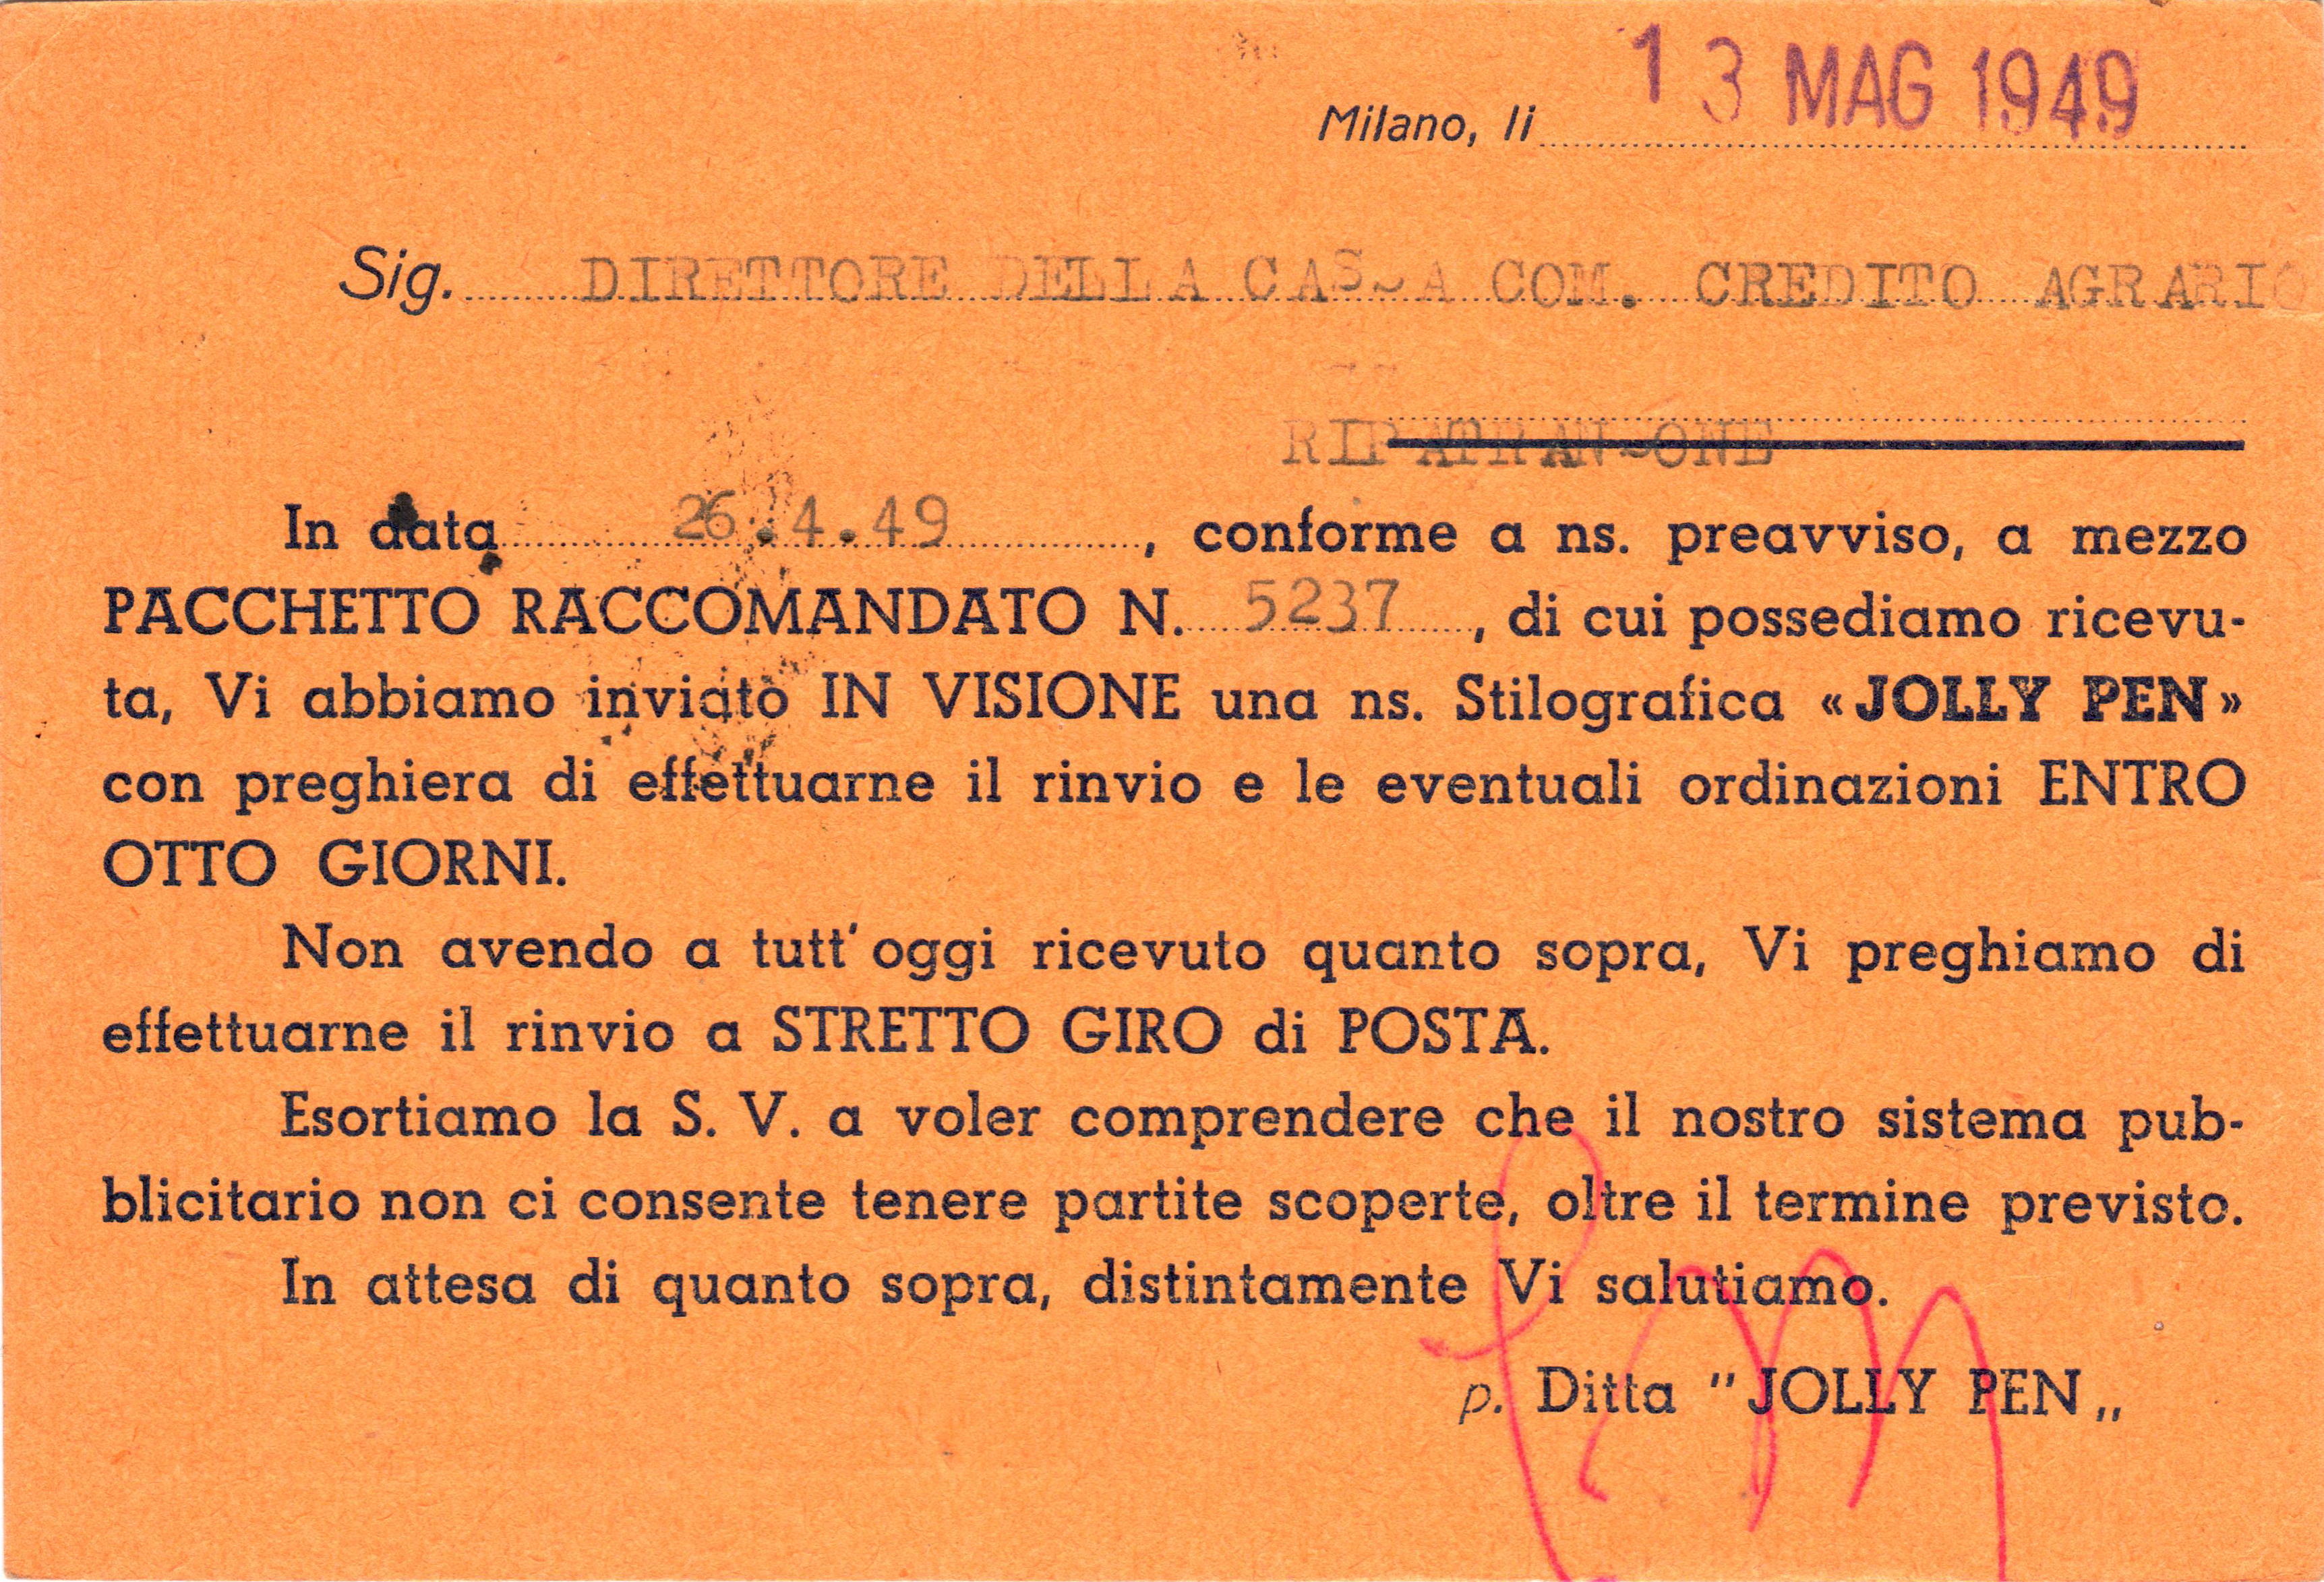 Milano, li 13 MAG 1949
Sig. DIRETTORE DELLA CASSA COM. CREDITO AGRARIO
RIPATRANSONE
In data 26.4.49, conforme a ns. preavviso, a mezzo
PACCHETTO RACCOMANDATO N. 5237, di cui possediamo ricevu-
ta, Vi abbiamo inviato IN VISIONE una ns. Stilografica «JOLLY PEN»
con preghiera di effettuarne il rinvio e le eventuali ordinazioni ENTRO
OTTO GIORNI.
Non avendo a tutt' oggi ricevuto quanto sopra, Vi preghiamo di
effettuarne il rinvio a STRETTO GIRO di POSTA.
Esortiamo la S. V. a voler comprendere che il nostro sistema pub-
blicitario non ci consente tenere partite scoperte, oltre il termine previsto.
In attesa di quanto sopra, distintamente Vi salutiamo.
p. Ditta "JOLLY PEN„